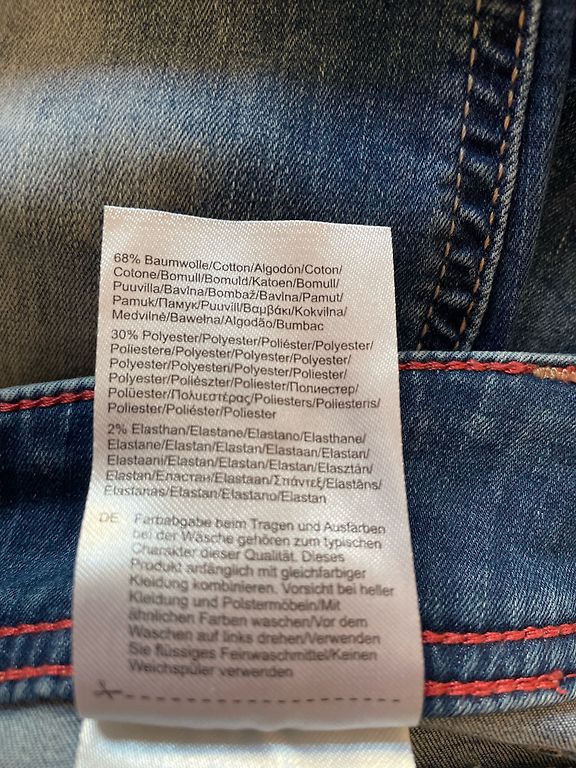 68% Baumwolle/Cotton/Algodón/Coton/
Cotone/Bomull/Bomuld/Katoen/Bomull/
Puuvilla/Bavlna/Bombaž/Bavlna/Pamut/
Pamuk/Памук/Puuvill/Βαμβάκι/Kokvilna/
Medvilnė/Bawełna/Algodão/Bumbac
30% Polyester/Polyester/Poliéster/Polyester/
Poliestere/Polyester/Polyester/Polyester/
Polyesteri/Polyester/Poliester/Polyester/
Polyester/Poliészter/Poliester/Полиестер/
Polüester/Πολυεστέρας/Poliesters/Poliesteris/
Poliester/Poliéster/Poliester
2% Elasthan/Elastane/Elastano/Elasthane/
Elastane/Elastan/Elastan/Elastaan/Elastan/
Elastaani/Elastan/Elastan/Elastan/Elasztán/
Elastan/Еластан/Elastaan/Σπάντεξ/Elastāns/
Elastanas/Elastan/Elastano/Elastan
DE Farbabgabe beim Tragen und Ausfärben
bei der Wäsche gehören zum typischen
Charakter dieser Qualität. Dieses
Produkt anfänglich mit gleichfarbiger
Kleidung kombinieren. Vorsicht bei heller
Kleidung und Polstermöbeln/Mit
ähnlichen Farben waschen/Vor dem
Waschen auf links drehen/Verwenden
Sie flüssiges Feinwaschmittel/Keinen
Weichspüler verwenden